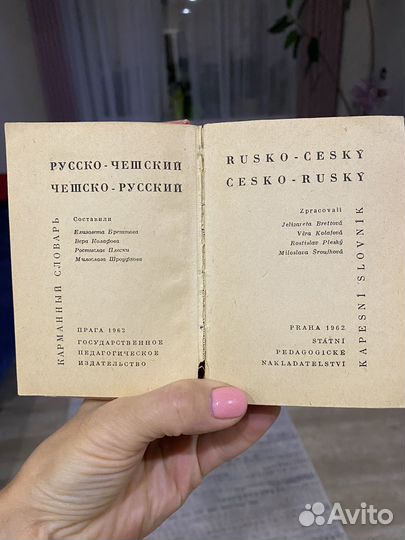 РУССКО-ЧЕШСКИЙ
ЧЕШСКО-РУССКИЙ
КАРМАННЫЙ СЛОВАРЬ
Составили
Елизавета Бреттова
Вера Колафова
Ростислав Плески
Милослава Шроуфкова
ПРАГА 1962
ГОСУДАРСТВЕННОЕ
ПЕДАГОГИЧЕСКОЕ
ИЗДАТЕЛЬСТВО
RUSKO-ČESKÝ
ČESKO-RUSKÝ
Zpracovali
Jelizaveta Brettová
Věra Kolafová
Rostislav Pleský
Miloslava Šroufková
KAPESNÍ SLOVNÍK
PRAHA 1962
STÁTNÍ
PEDAGOGICKÉ
NAKLADATELSTVÍ
Avito